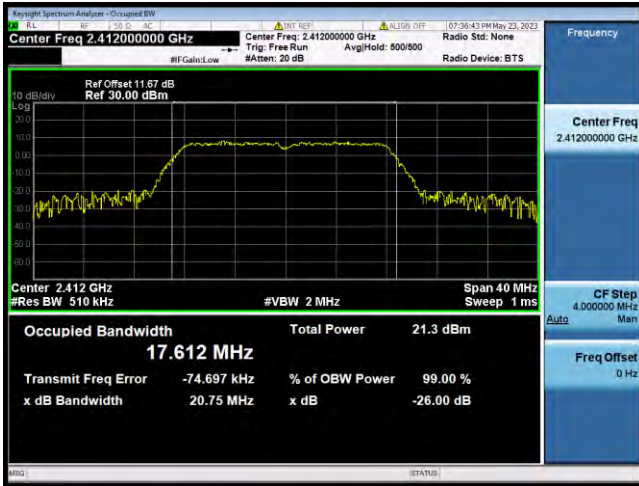 Keysight Spectrum Analyzer - Occupied BW
RL RF 50 Ω AC INT REF ALIGN OFF 07:36:43 PM May 23, 2023
Center Freq 2.412000000 GHz
Center Freq: 2.412000000 GHz
Radio Std: None
Trig: Free Run Avg|Hold: 500/500
#IFGain:Low
#Atten: 20 dB
Radio Device: BTS
Ref Offset 11.67 dB
10 dB/div Ref 30.00 dBm
Log
20.0
10.0
0.00
-10.0
-20.0
-30.0
-40.0
-50.0
-60.0
Center 2.412 GHz
Span 40 MHz
#Res BW 510 kHz
#VBW 2 MHz
Sweep 1 ms
Occupied Bandwidth
17.612 MHz
Total Power 21.3 dBm
Transmit Freq Error -74.697 kHz
% of OBW Power 99.00 %
x dB Bandwidth 20.75 MHz
x dB -26.00 dB
Frequency
Center Freq
2.412000000 GHz
CF Step
4.000000 MHz
Auto Man
Freq Offset
0 Hz
MSG
STATUS